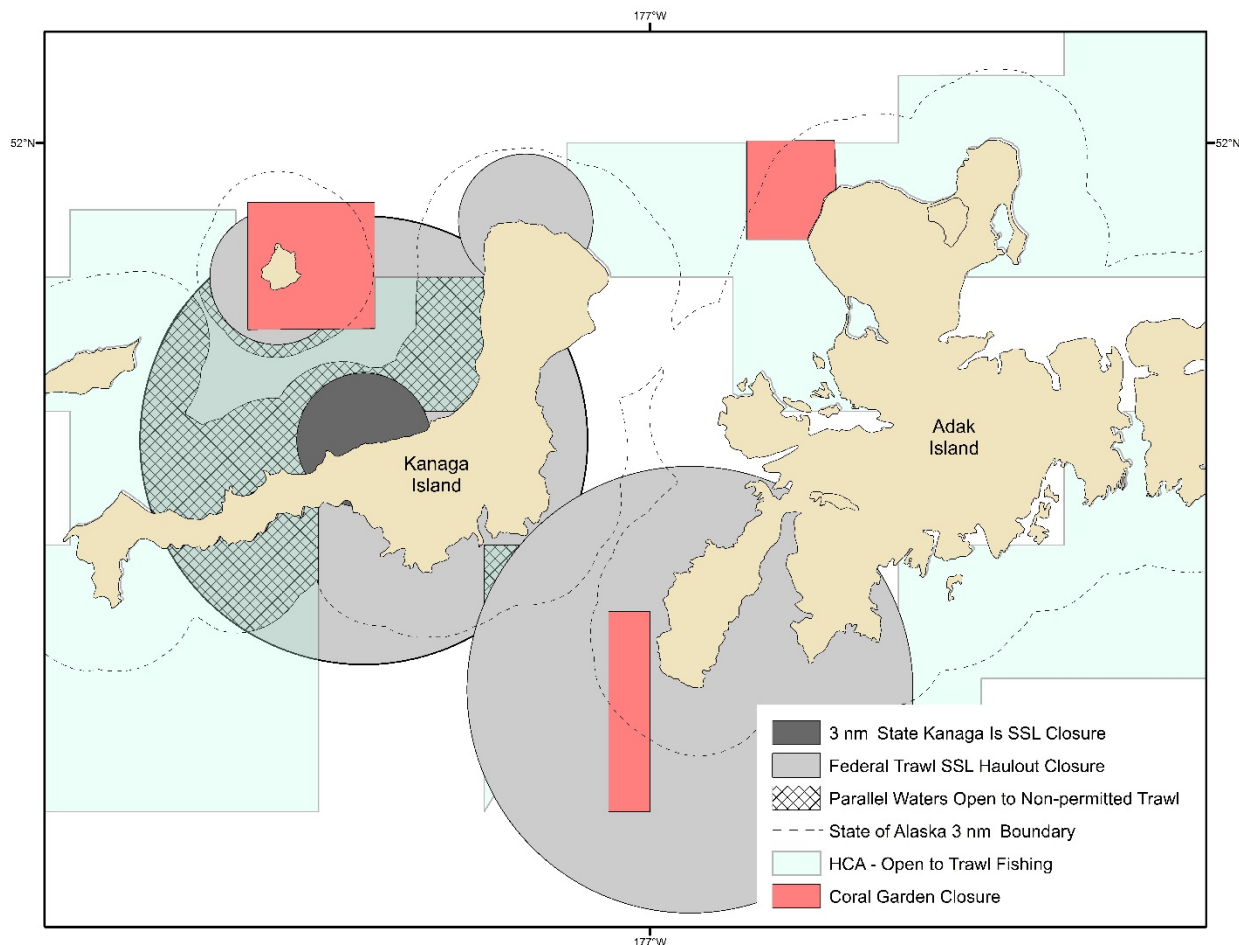 177°W
52°N
52°N
Kanaga
Island
Adak
Island
3 nm State Kanaga Is SSL Closure
Federal Trawl SSL Haulout Closure
Parallel Waters Open to Non-permitted Trawl
State of Alaska 3 nm Boundary
HCA - Open to Trawl Fishing
Coral Garden Closure
177°W